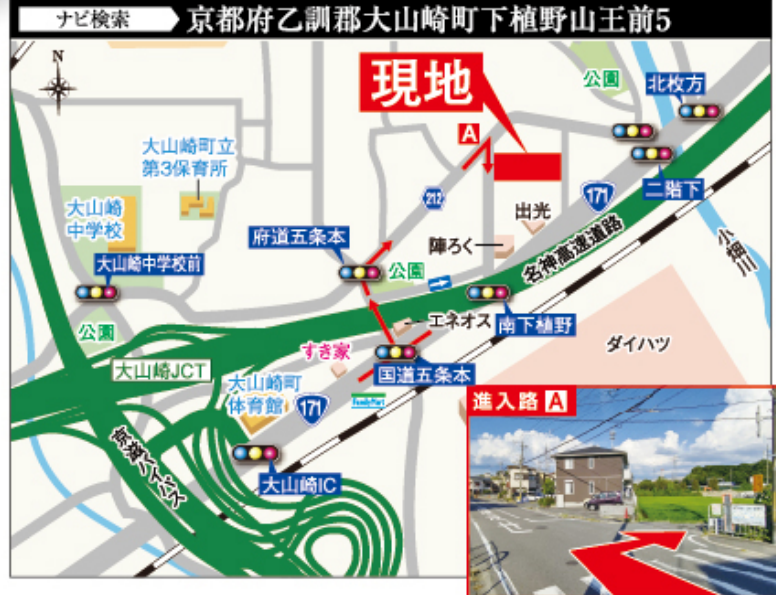 ナビ検索 京都府乙訓郡大山崎町下植野山王前5
N
現地
公園
北枚方
A
大山崎町立
第3保育所
212
171
二階下
大山崎
中学校
出光
府道五条本
陣ろく
名神高速道路
小畑川
大山崎中学校前
公園
公園
エネオス
南下植野
すき家
ダイハツ
大山崎JCT
国道五条本
大山崎町
体育館
171
FamilyMart
進入路 A
京滋バイパス
大山崎IC